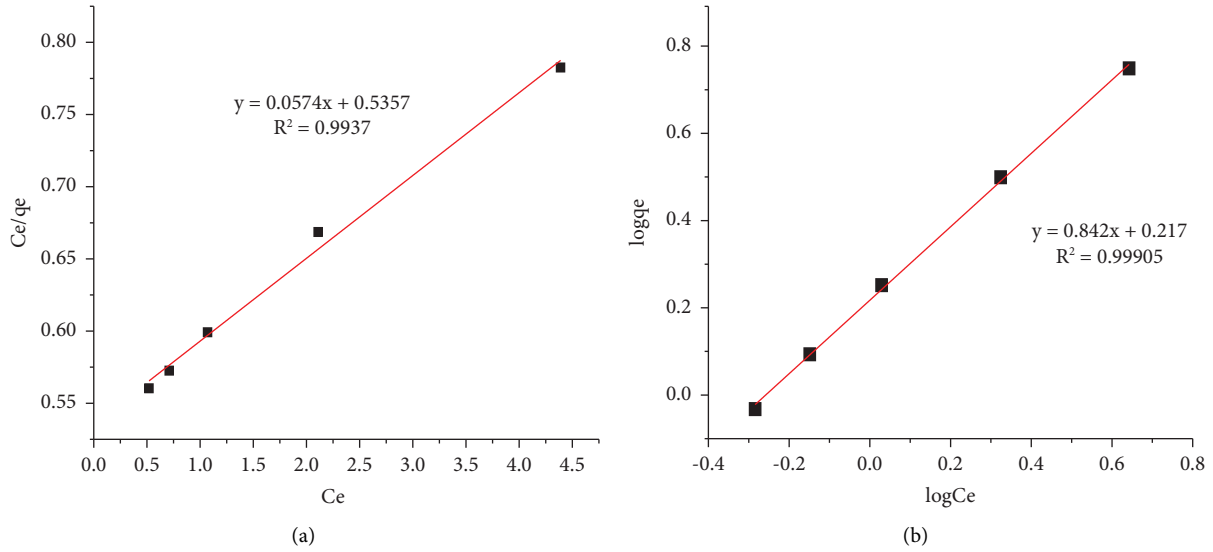 0.80
0.75
0.70
0.65
0.60
0.55
Ce/qe
y = 0.0574x + 0.5357
R² = 0.9937
0.0 0.5 1.0 1.5 2.0 2.5 3.0 3.5 4.0 4.5
Ce
(a)
0.8
0.6
0.4
0.2
0.0
logqe
y = 0.842x + 0.217
R² = 0.99905
-0.4 -0.2 0.0 0.2 0.4 0.6 0.8
logCe
(b)